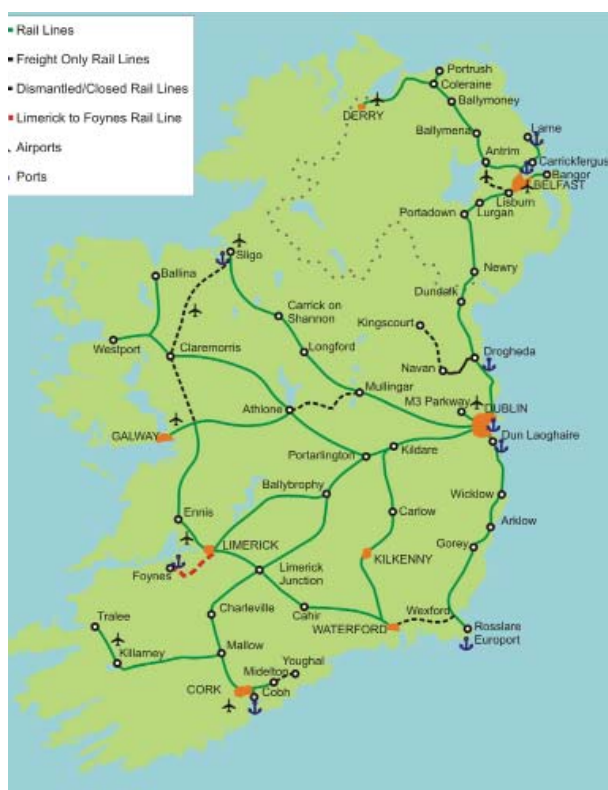 Rail Lines
Freight Only Rail Lines
Dismantled/Closed Rail Lines
Limerick to Foynes Rail Line
Airports
Ports
Portrush
Coleraine
DERRY
Ballymoney
Ballymena
Larne
Antrim
Carrickfergus
Bangor
BELFAST
Lisburn
Portadown
Lurgan
Sligo
Ballina
Newry
Dundalk
Carrick on
Shannon
Kingscourt
Westport
Claremorris
Longford
Drogheda
Navan
Mullingar
M3 Parkway
DUBLIN
Athlone
GALWAY
Dun Laoghaire
Portarlington
Kildare
Ballybrophy
Wicklow
Ennis
Carlow
Arklow
LIMERICK
Gorey
Foynes
Limerick
Junction
KILKENNY
Tralee
Charleville
Cahir
Wexford
WATERFORD
Rosslare
Europort
Killarney
Mallow
Youghal
Midelton
CORK
Cobh